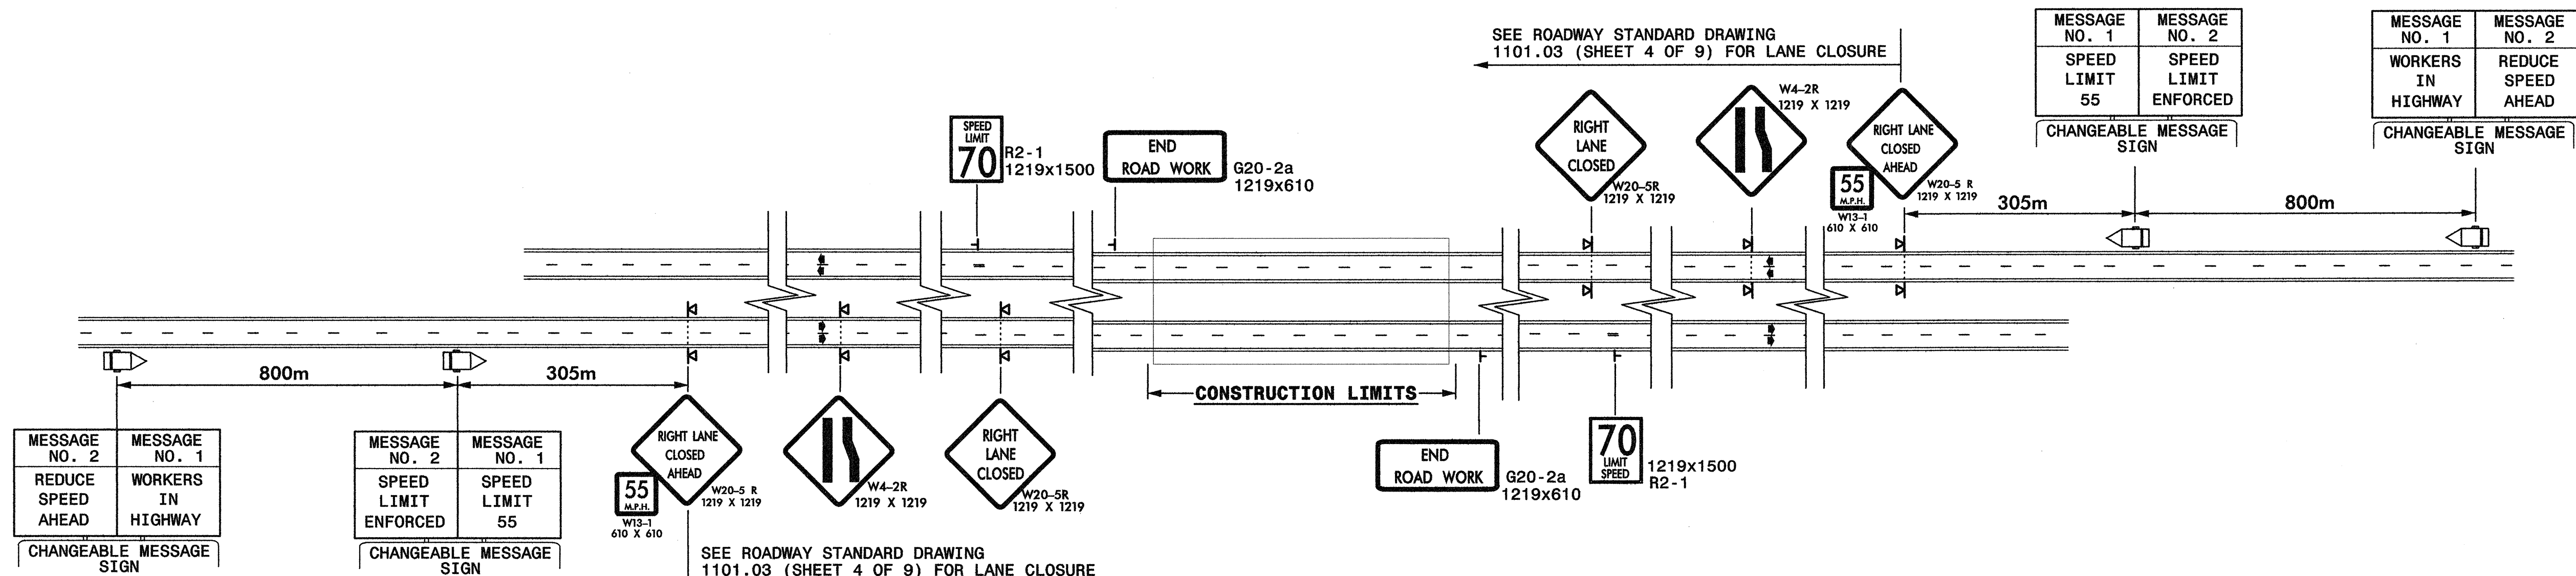 SEE ROADWAY STANDARD DRAWING
1101.03 (SHEET 4 OF 9) FOR LANE CLOSURE
MESSAGE NO. 1
MESSAGE NO. 2
SPEED
LIMIT
55
SPEED
LIMIT
ENFORCED
CHANGEABLE MESSAGE
SIGN
MESSAGE NO. 1
MESSAGE NO. 2
WORKERS
IN
HIGHWAY
REDUCE
SPEED
AHEAD
CHANGEABLE MESSAGE
SIGN
SPEED
LIMIT
70
R2-1
1219x1500
END
ROAD WORK
G20-2a
1219x610
RIGHT
LANE
CLOSED
W20-5R
1219 X 1219
W4-2R
1219 X 1219
RIGHT LANE
CLOSED
AHEAD
W20-5 R
1219 X 1219
55
M.P.H.
W13-1
610 X 610
305m
800m
800m
305m
CONSTRUCTION LIMITS
MESSAGE NO. 2
MESSAGE NO. 1
REDUCE
SPEED
AHEAD
WORKERS
IN
HIGHWAY
CHANGEABLE MESSAGE
SIGN
MESSAGE NO. 2
MESSAGE NO. 1
SPEED
LIMIT
ENFORCED
SPEED
LIMIT
55
CHANGEABLE MESSAGE
SIGN
RIGHT LANE
CLOSED
AHEAD
W20-5 R
1219 X 1219
55
M.P.H.
W13-1
610 X 610
W4-2R
1219 X 1219
RIGHT
LANE
CLOSED
W20-5R
1219 X 1219
END
ROAD WORK
G20-2a
1219x610
70
LIMIT
SPEED
1219x1500
R2-1
SEE ROADWAY STANDARD DRAWING
1101.03 (SHEET 4 OF 9) FOR LANE CLOSURE